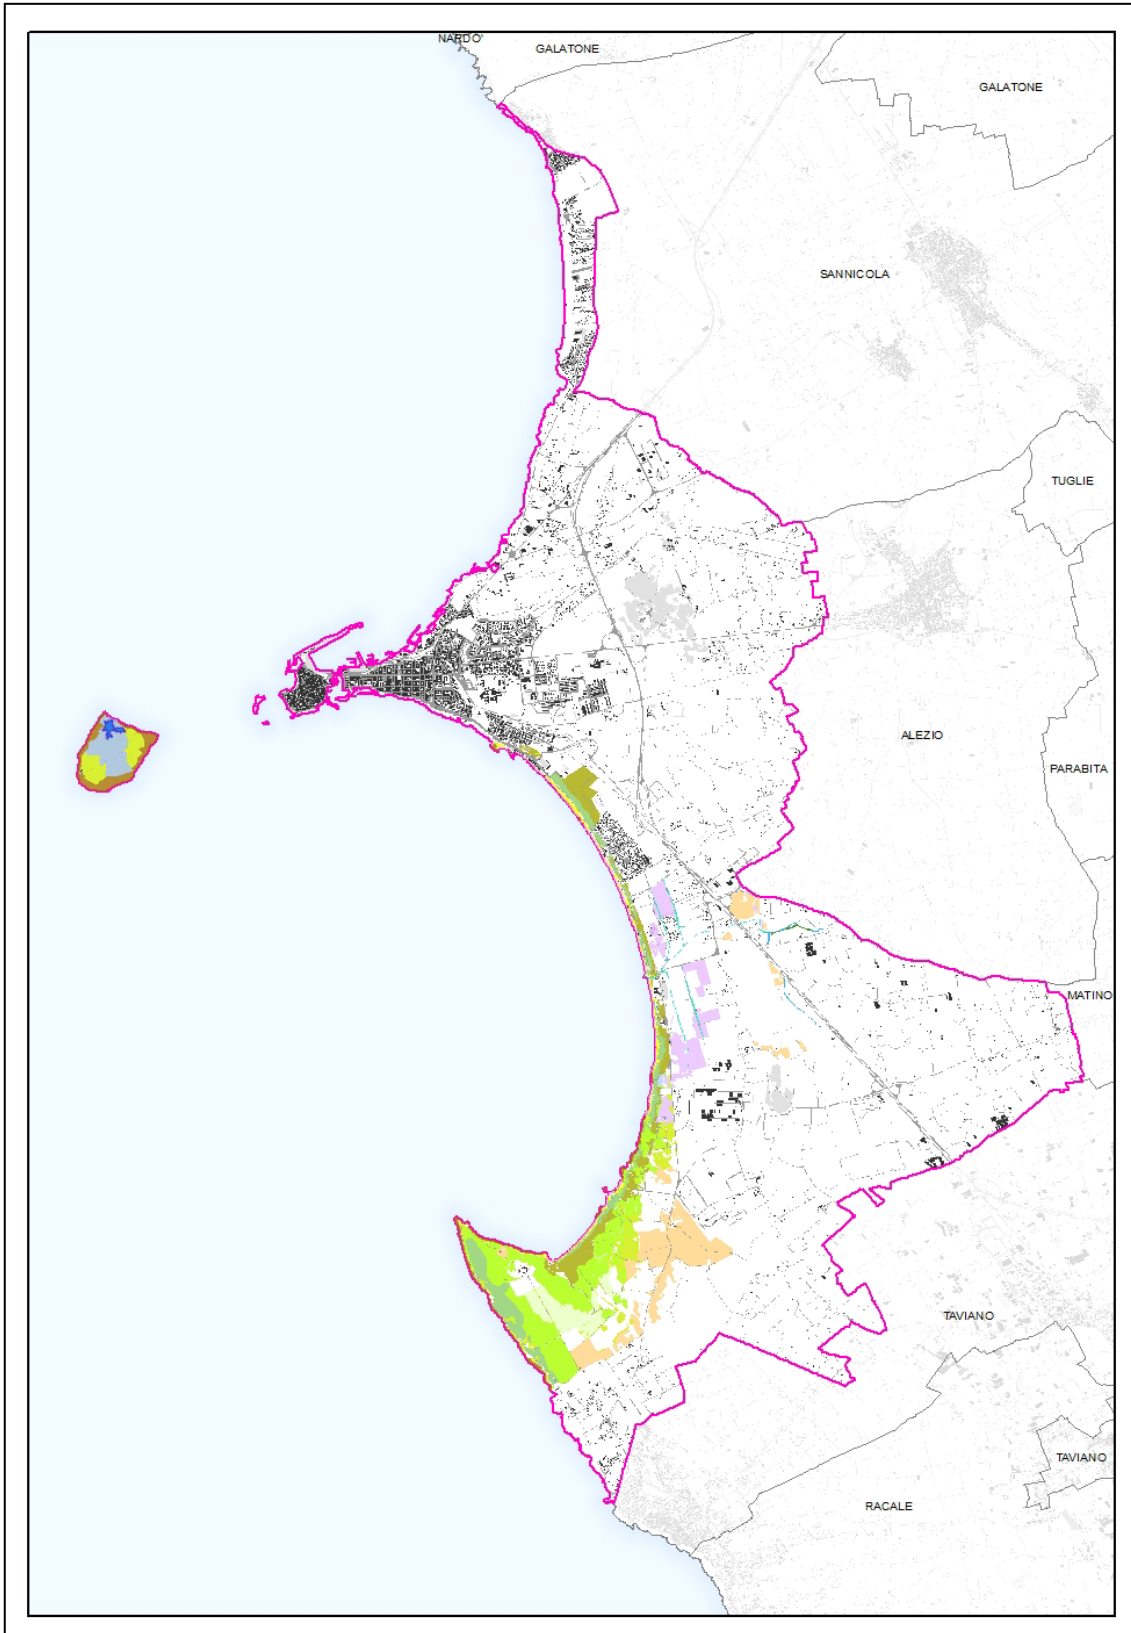 NARDO'
GALATONE
GALATONE
SANNICOLA
TUGLIE
ALEZIO
PARABITA
MATINO
TAVIANO
TAVIANO
RACALE